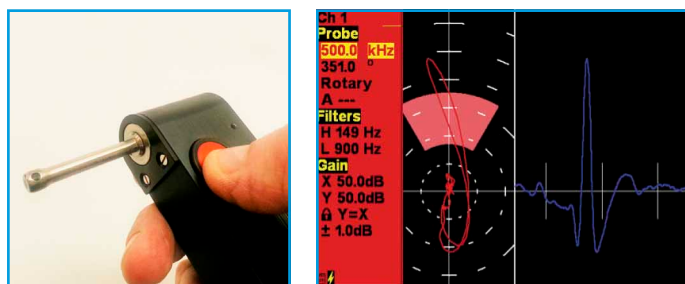 Ch 1
Probe
500.0 kHz
351.0 °
Rotary
A ---
Filters
H 149 Hz
L 900 Hz
Gain
X 50.0dB
Y 50.0dB
Y=X
± 1.0dB